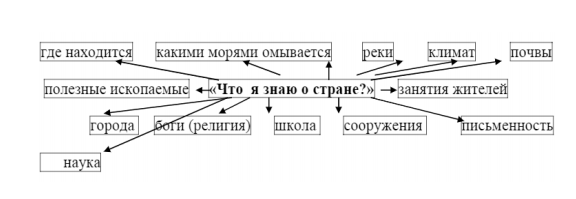 где находится какими морями омывается реки климат почвы
полезные ископаемые «Что я знаю о стране?» занятия жителей
города боги (религия) школа сооружения письменность
наука